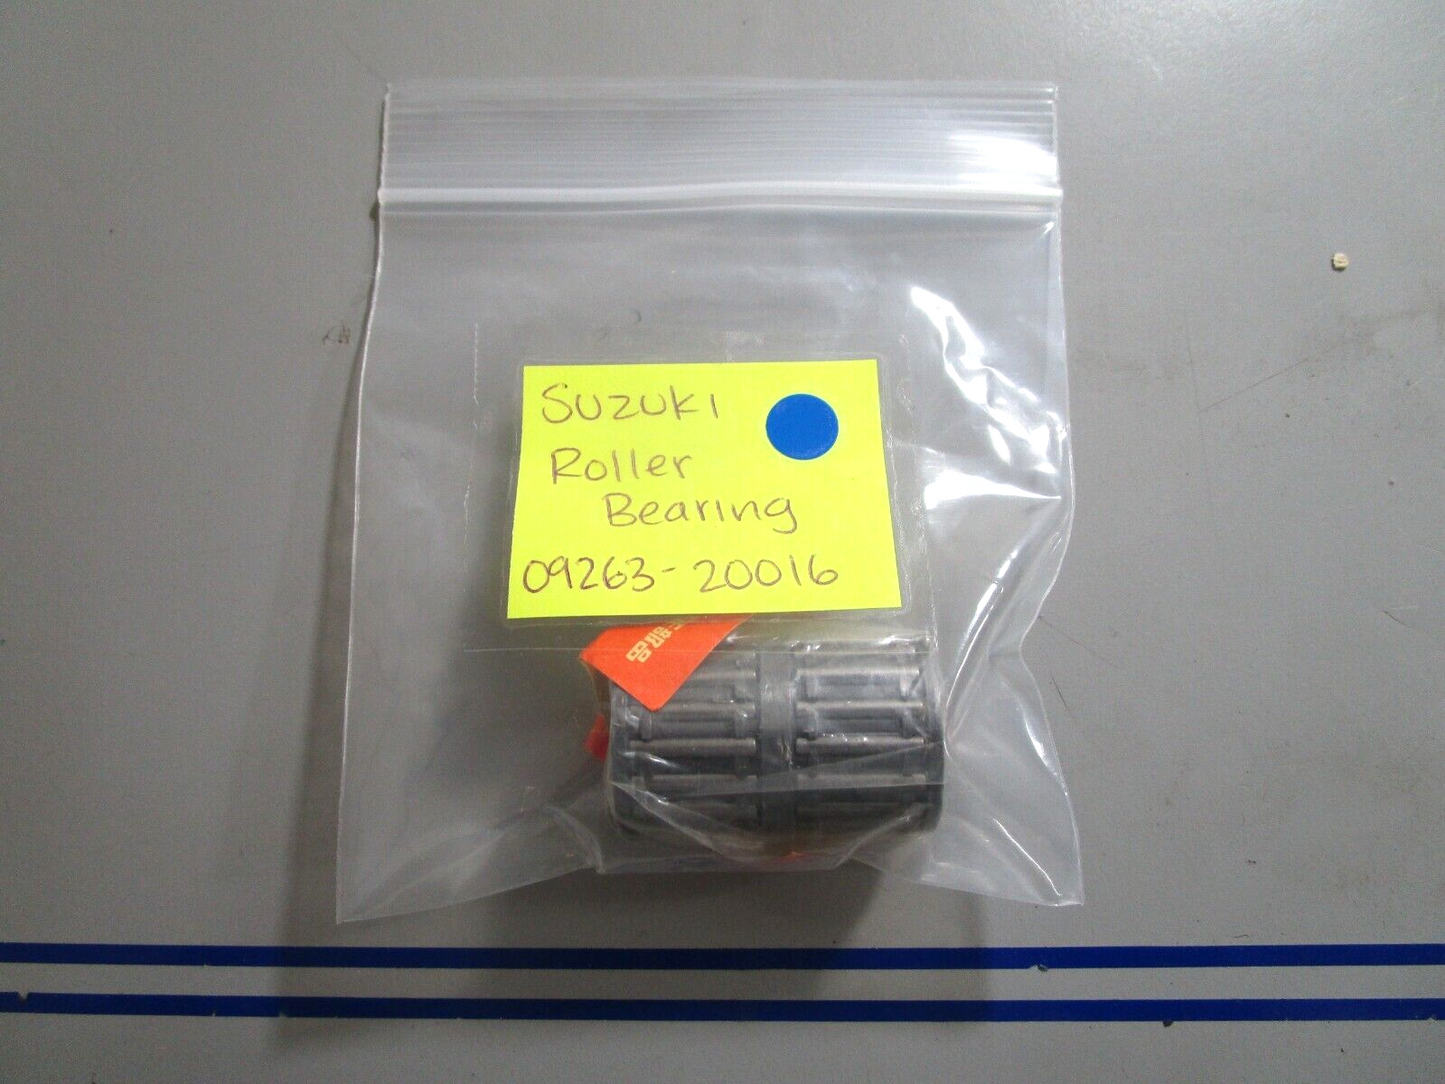 Suzuki
Roller
Bearing
09263-20016